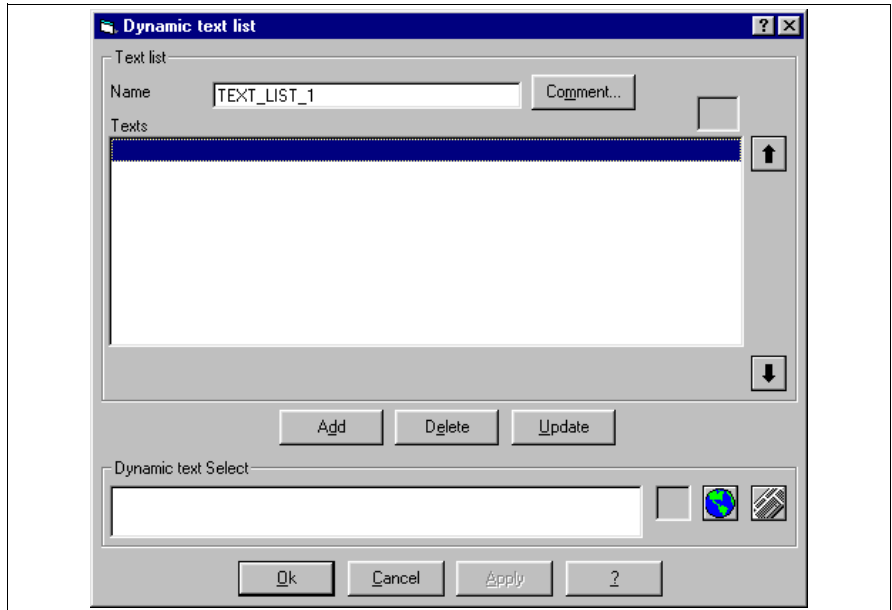 Dynamic text list
Text list
Name TEXT_LIST_1 Comment...
Texts
Add Delete Update
Dynamic text Select
Ok Cancel Apply ?